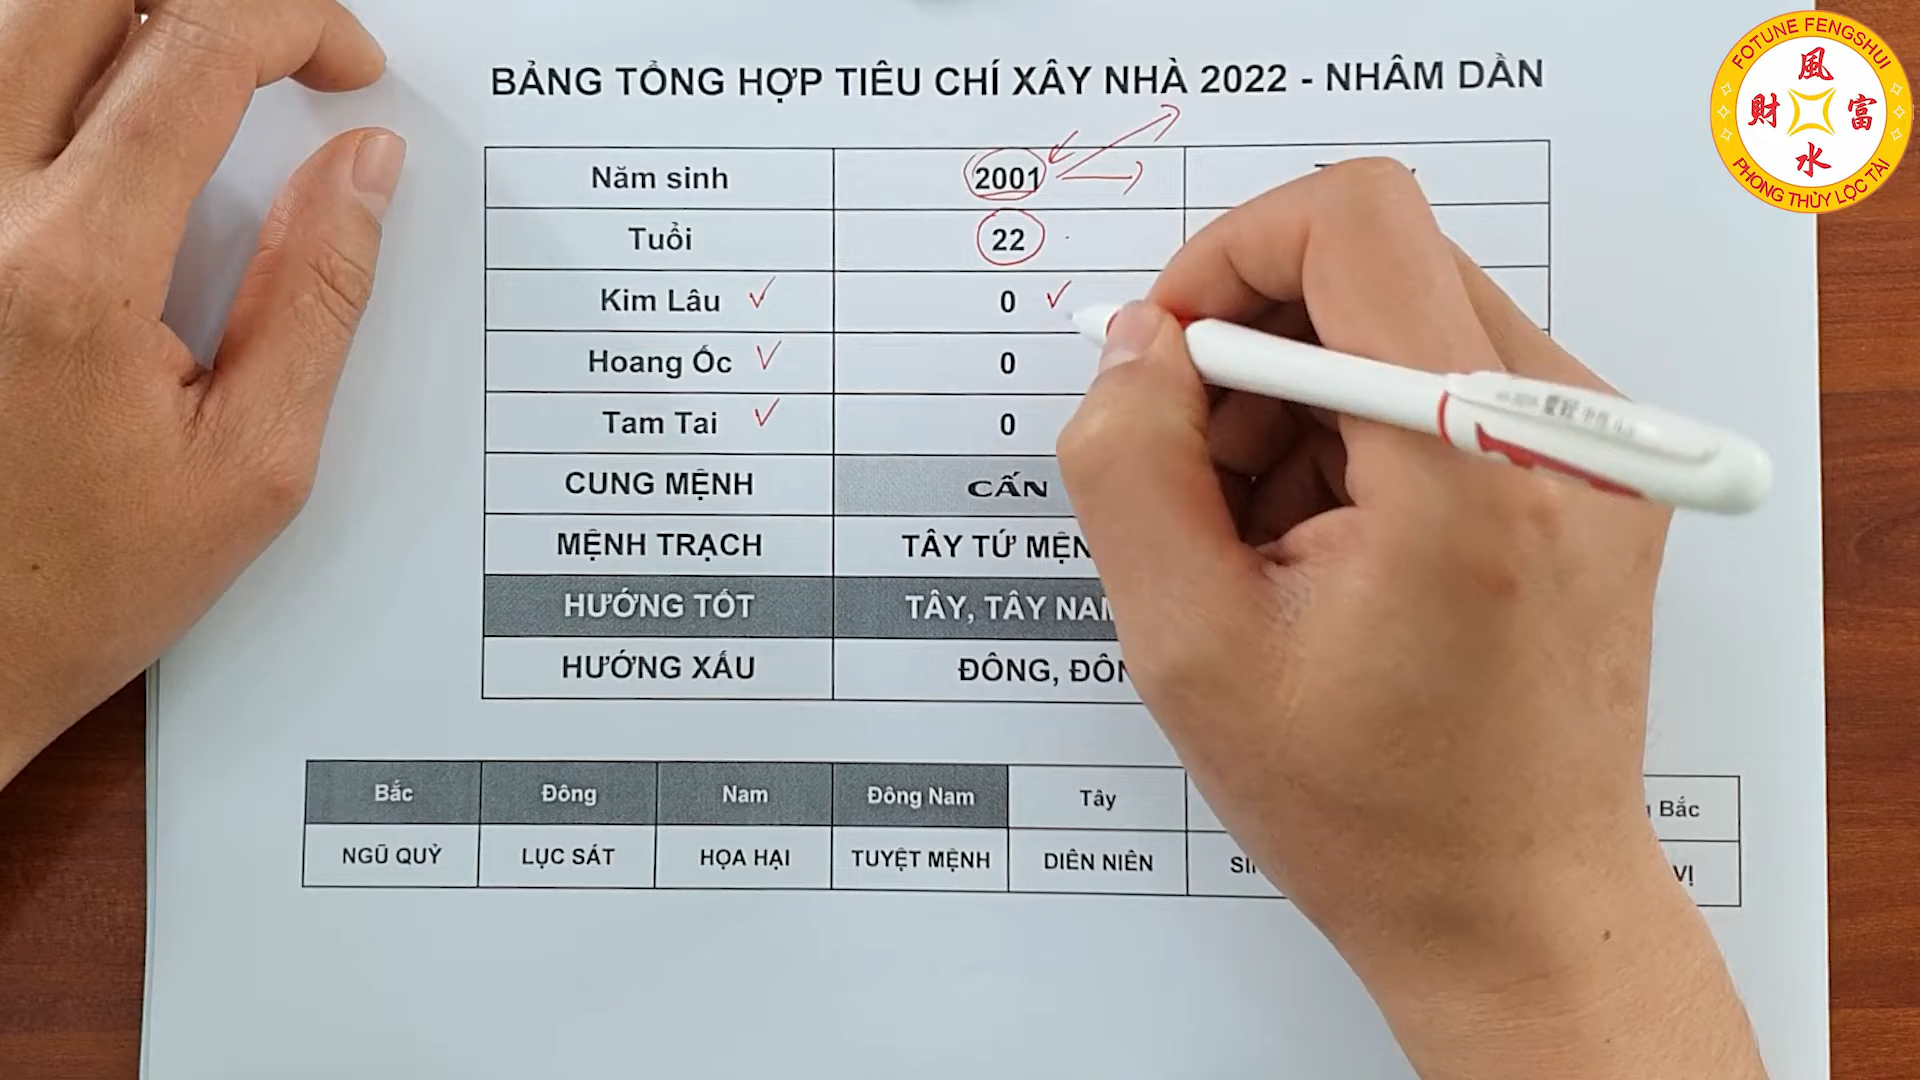 BẢNG TỔNG HỢP TIÊU CHÍ XÂY NHÀ 2022 - NHÂM DẦN
Năm sinh 2001
Tuổi 22
Kim Lâu 0
Hoang Ốc 0
Tam Tai 0
CUNG MỆNH CẤN
MỆNH TRẠCH TÂY TỨ
HƯỚNG TỐT TÂY, TÂY
HƯỚNG XẤU ĐÔNG,
Bắc Đông Nam Đông Nam Tây Bắc
NGŨ QUỶ LỤC SÁT HỌA HẠI TUYỆT MỆNH DIÊN NIÊN VỊ
FOTUNE FENGSHUI
風
財 富
水
PHONG THỦY LỘC TÀI